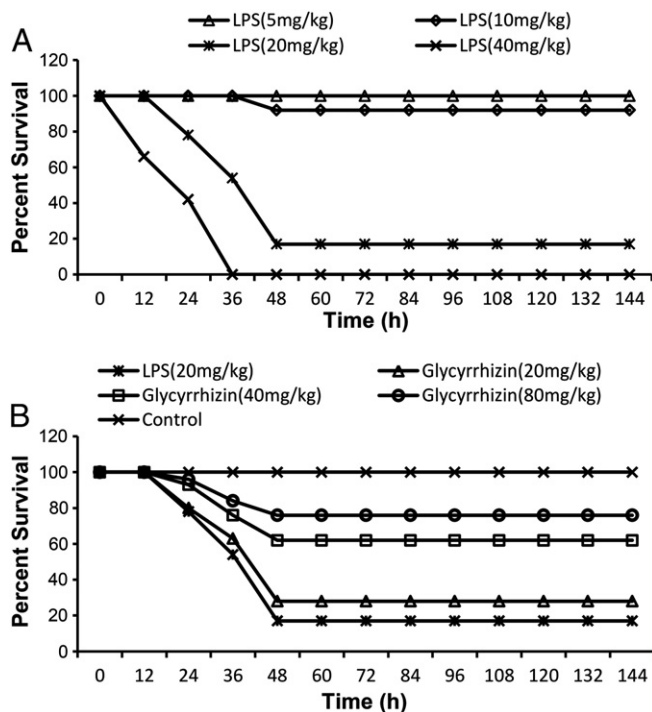 A
LPS(5mg/kg) LPS(10mg/kg)
LPS(20mg/kg) LPS(40mg/kg)
Percent Survival
120
100
80
60
40
20
0
0 12 24 36 48 60 72 84 96 108 120 132 144
Time (h)
B
LPS(20mg/kg) Glycyrrhizin(20mg/kg)
Glycyrrhizin(40mg/kg) Glycyrrhizin(80mg/kg)
Control
Percent Survival
120
100
80
60
40
20
0
0 12 24 36 48 60 72 84 96 108 120 132 144
Time (h)